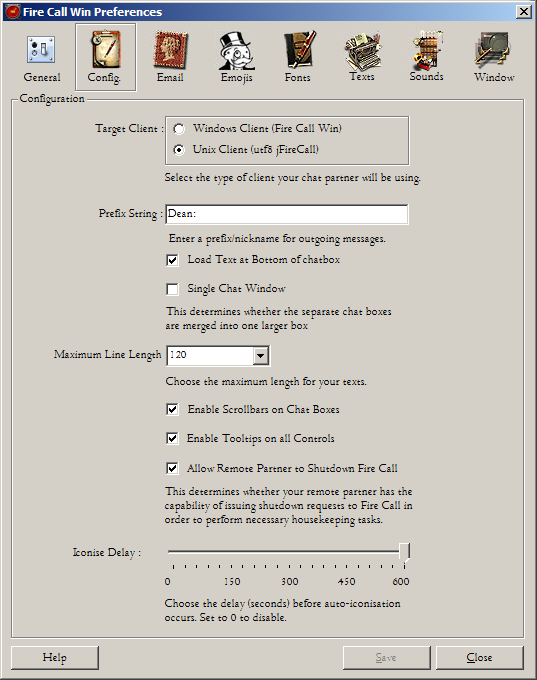 Fire Call Win Preferences
General Config. Email Emojis Fonts Texts Sounds Window
Configuration
Target Client : Windows Client (Fire Call Win)
Unix Client (utf8 jFireCall)
Select the type of client your chat partner will be using.
Prefix String : Dean:
Enter a prefix/nickname for outgoing messages.
Load Text at Bottom of chatbox
Single Chat Window
This determines whether the separate chat boxes
are merged into one larger box
Maximum Line Length 120
Choose the maximum length for your texts.
Enable Scrollbars on Chat Boxes
Enable Tooltips on all Controls
Allow Remote Partner to Shutdown Fire Call
This determines whether your remote partner has the
capability of issuing shutdown requests to Fire Call in
order to perform necessary housekeeping tasks.
Iconise Delay :
0 150 300 450 600
Choose the delay (seconds) before auto-iconisation
occurs. Set to 0 to disable.
Help Save Close